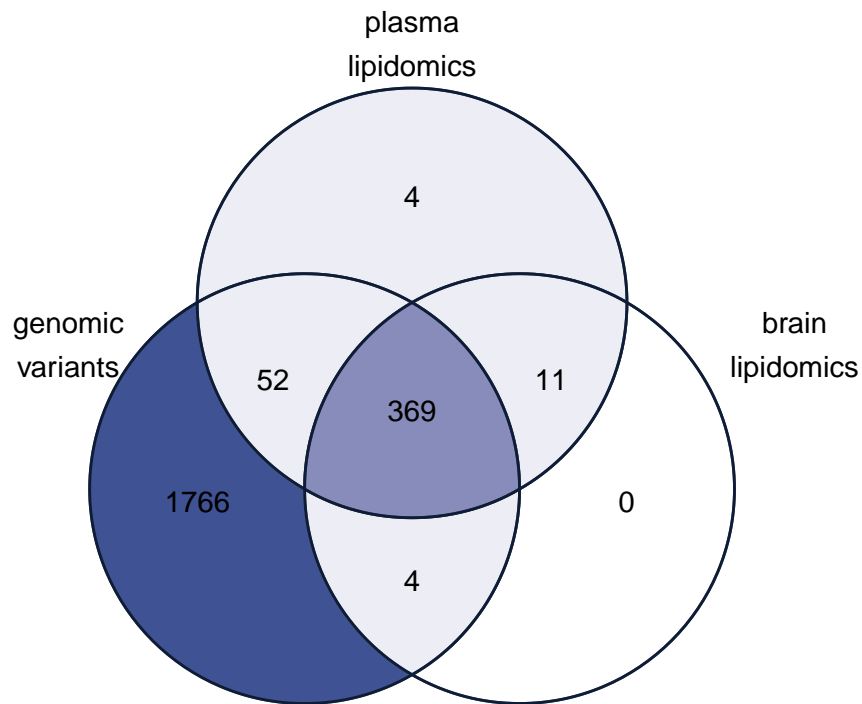 plasma
lipidomics
4
genomic
variants
brain
lipidomics
52
11
369
1766
0
4